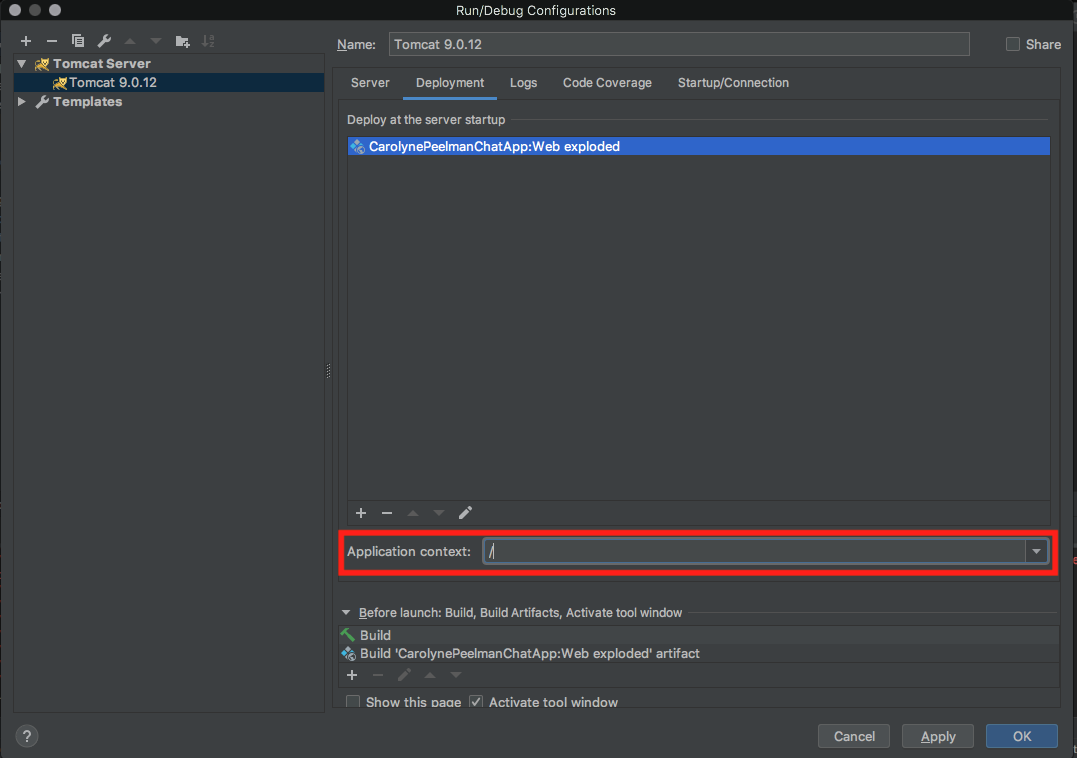 Run/Debug Configurations
Tomcat Server
Tomcat 9.0.12
Templates
Name: Tomcat 9.0.12 Share
Server Deployment Logs Code Coverage Startup/Connection
Deploy at the server startup
CarolynePeelmanChatApp:Web exploded
Application context: /
Before launch: Build, Build Artifacts, Activate tool window
Build
Build 'CarolynePeelmanChatApp:Web exploded' artifact
Show this page Activate tool window
? Cancel Apply OK